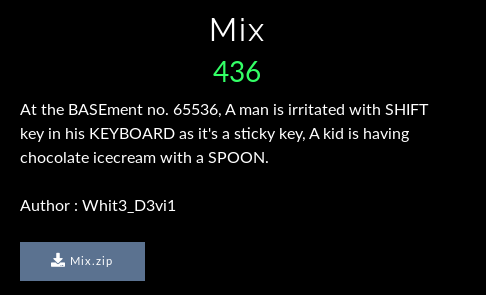 Mix
436
At the BASEment no. 65536, A man is irritated with SHIFT
key in his KEYBOARD as it's a sticky key, A kid is having
chocolate icecream with a SPOON.
Author : Whit3_D3vi1
Mix.zip